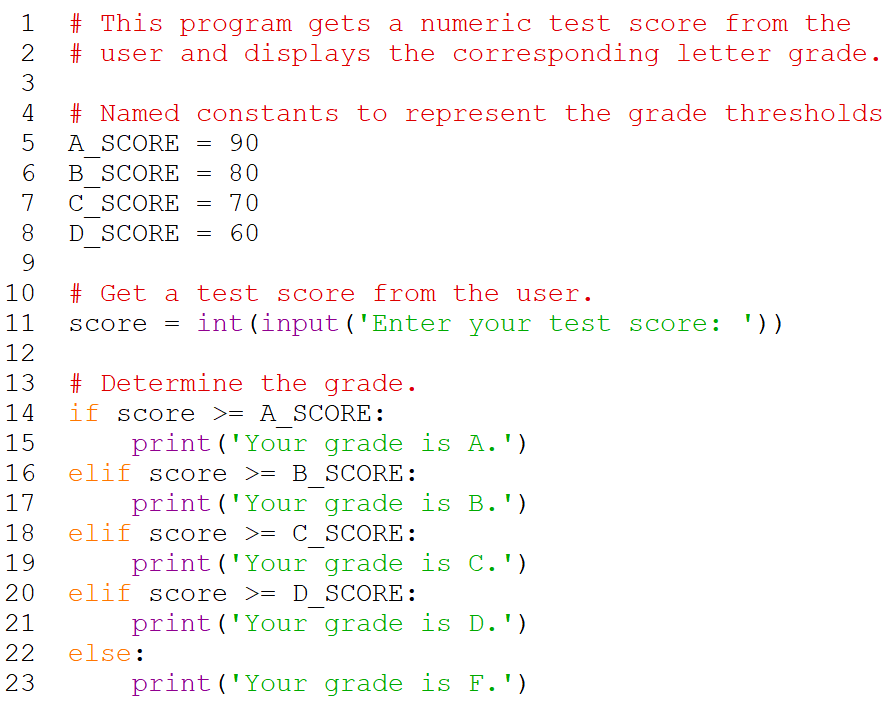 1 # This program gets a numeric test score from the
2 # user and displays the corresponding letter grade.
3
4 # Named constants to represent the grade thresholds
5 A_SCORE = 90
6 B_SCORE = 80
7 C_SCORE = 70
8 D_SCORE = 60
9
10 # Get a test score from the user.
11 score = int(input('Enter your test score: '))
12
13 # Determine the grade.
14 if score >= A_SCORE:
15     print('Your grade is A.')
16 elif score >= B_SCORE:
17     print('Your grade is B.')
18 elif score >= C_SCORE:
19     print('Your grade is C.')
20 elif score >= D_SCORE:
21     print('Your grade is D.')
22 else:
23     print('Your grade is F.')